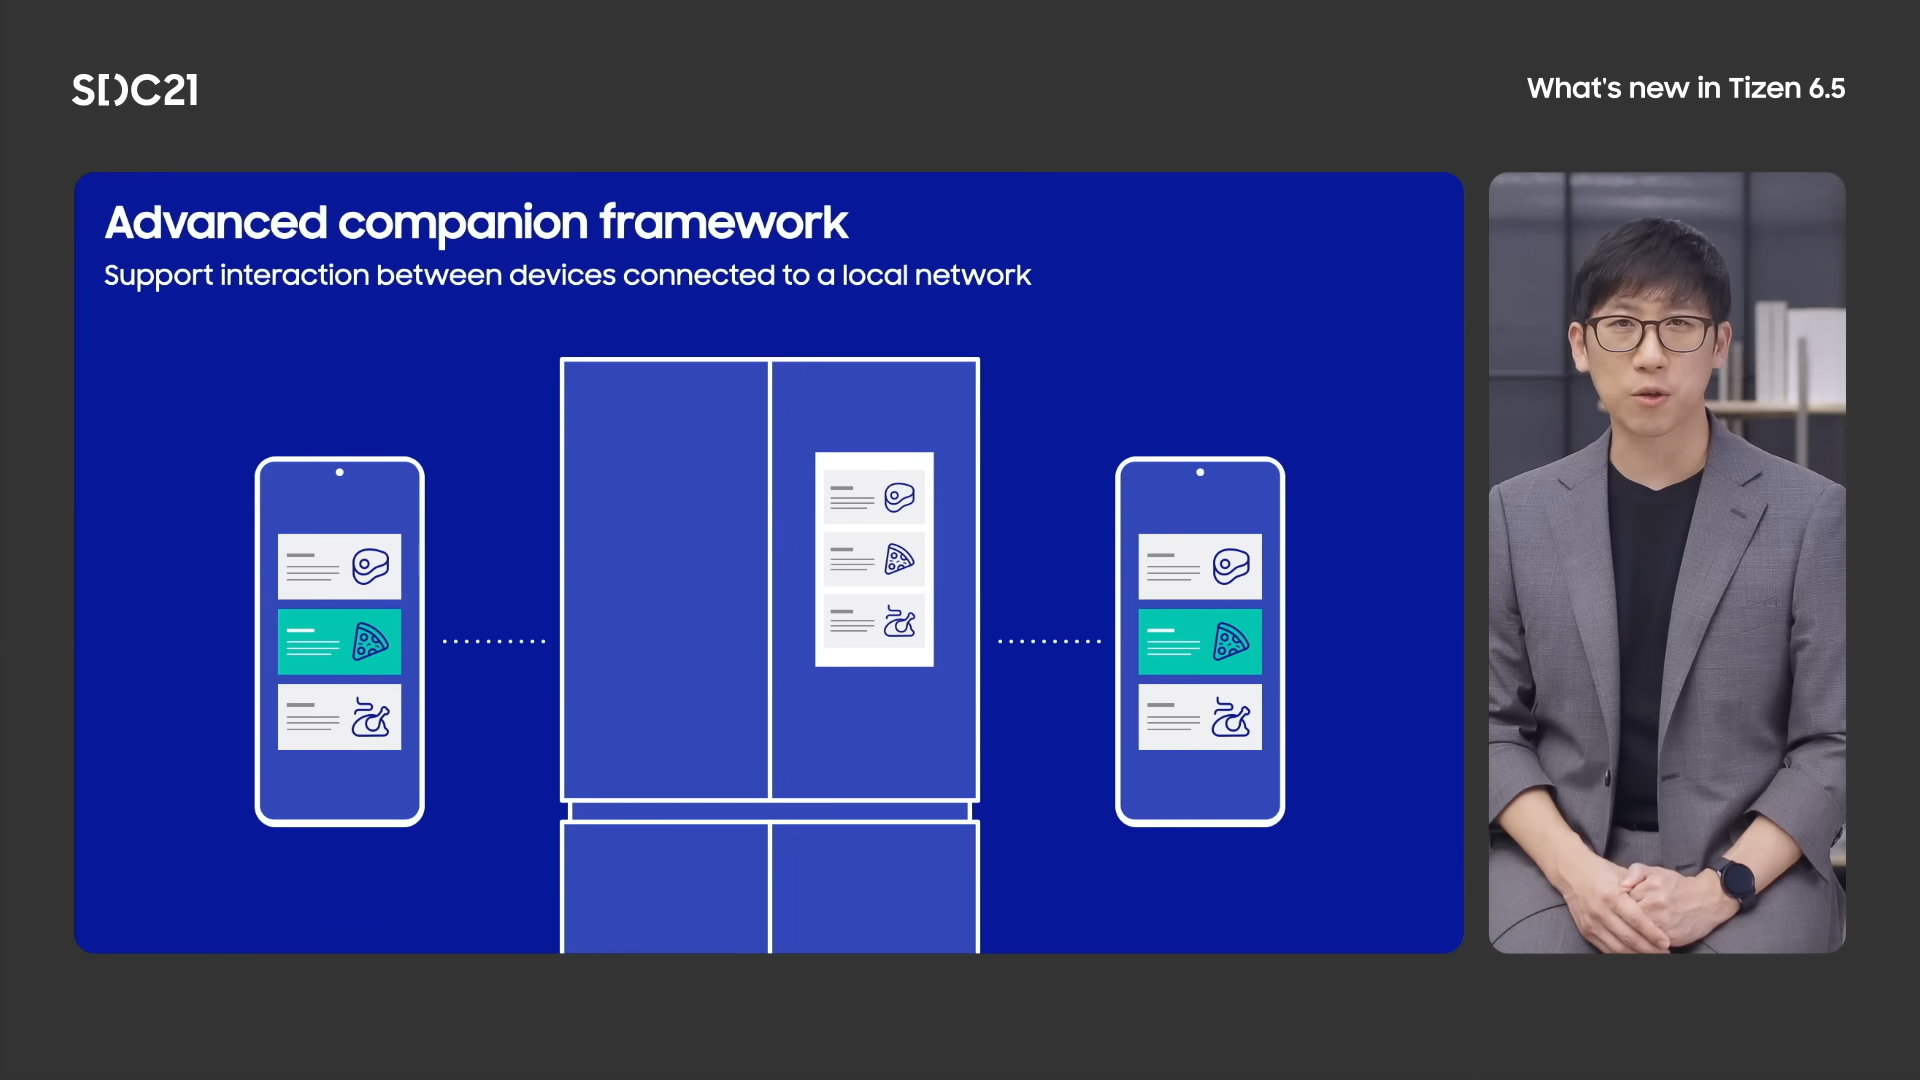 SDC21
What's new in Tizen 6.5
Advanced companion framework
Support interaction between devices connected to a local network